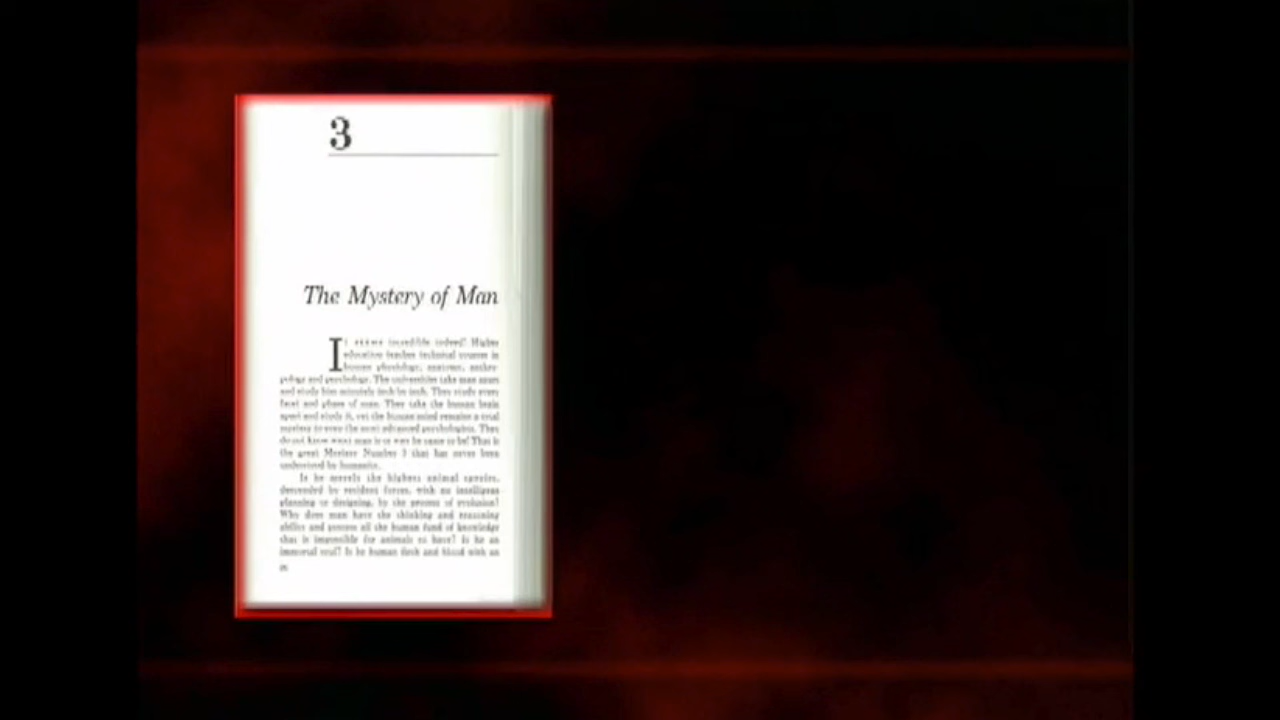 3
The Mystery of Man
It seems incredible indeed! Higher
education teaches technical courses in
human physiology, anatomy, anthro-
pology and psychology. The universities take man apart
and study him minutely inch by inch. They study every
facet and phase of man. They take the human brain
apart and study it, yet the human mind remains a total
mystery to even the most advanced psychologists. They
do not know what man is or why he came to be! That is
the great Mystery Number 3 that has never been
understood by humanity.
Is he merely the highest animal species,
descended by resident forces, with no intelligent
planning or designing, by the process of evolution?
Why does man have the thinking and reasoning
ability and possess all the human fund of knowledge
that is impossible for animals to have? Is he an
immortal soul? Is he human flesh and blood with an